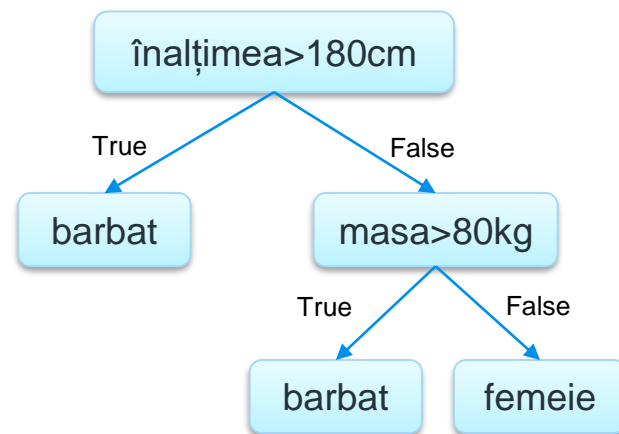 înalțimea>180cm
True
False
barbat
masa>80kg
True
False
barbat
femeie